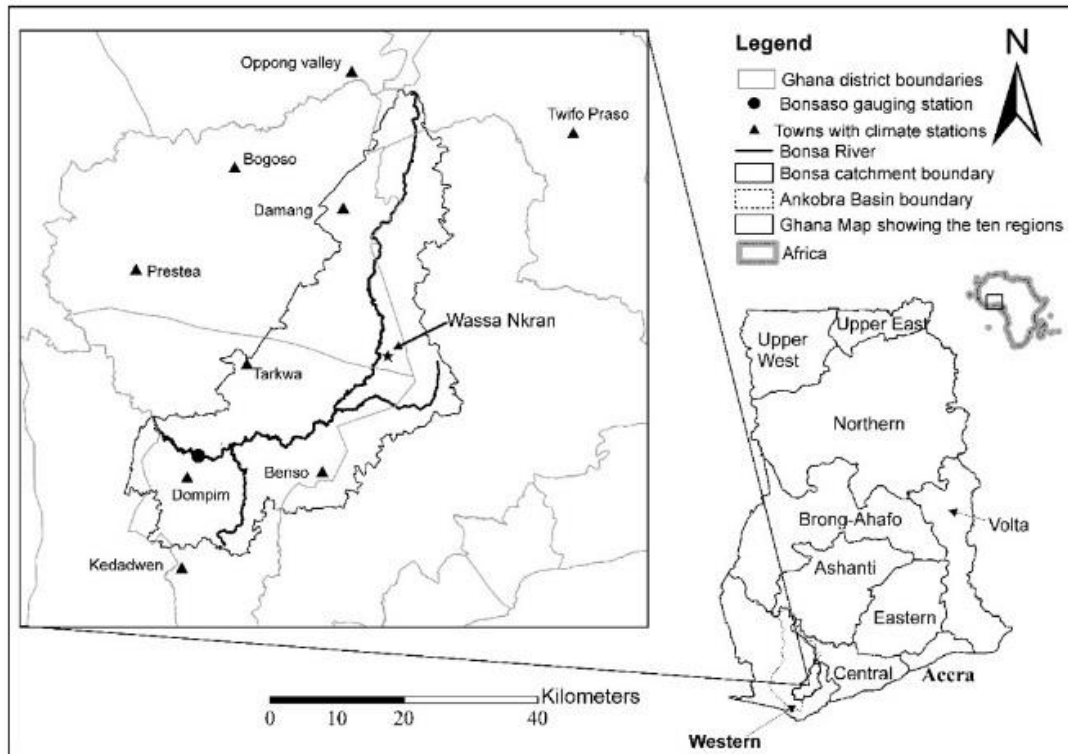 Oppong valley
Twifo Praso
Bogoso
Damang
Prestea
Wassa Nkran
Tarkwa
Benso
Dompim
Kedadwen
Legend
Ghana district boundaries
Bonsaso gauging station
Towns with climate stations
Bonsa River
Bonsa catchment boundary
Ankobra Basin boundary
Ghana Map showing the ten regions
Africa
N
Upper East
Upper
West
Northern
Brong-Ahafo
Volta
Ashanti
Eastern
Central
Accra
Western
Kilometers
0 10 20 40